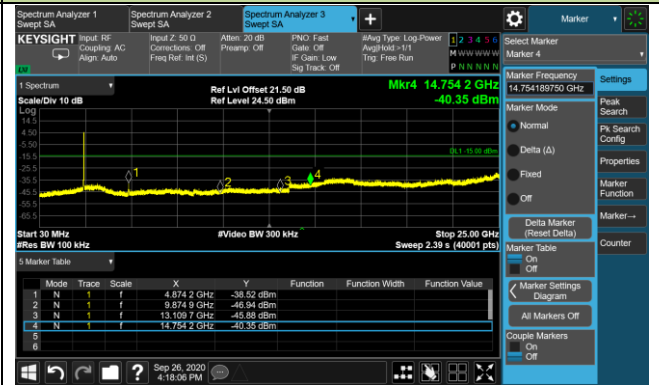 Spectrum Analyzer 1 Spectrum Analyzer 2 Spectrum Analyzer 3 + Marker
Swept SA Swept SA Swept SA
KEYSIGHT Input: RF Input Z: 50 Ω Atten: 20 dB PNO: Fast #Avg Type: Log-Power 1 2 3 4 5 6 Select Marker
Coupling: AC Corrections: Off Preamp: Off Gate: Off Avg|Hold:>1/1 M W W W W W Marker 4
Align: Auto Freq Ref: Int (S) IF Gain: Low Trig: Free Run P N N N N N
Sig Track: Off
1 Spectrum Ref Lvl Offset 21.50 dB Mkr4 14.754 2 GHz
Scale/Div 10 dB Ref Level 24.50 dBm -40.35 dBm
Log
14.5
4.50
-5.50
-15.5 DL1 -15.00 dBm
-25.5
-35.5 1 4
-45.5 2 3
-55.5
-65.5
Start 30 MHz #Video BW 300 kHz Stop 25.00 GHz
#Res BW 100 kHz Sweep 2.39 s (40001 pts)
5 Marker Table
Mode Trace Scale X Y Function Function Width Function Value
1 N 1 f 4.874 2 GHz -38.52 dBm
2 N 1 f 9.874 9 GHz -46.94 dBm
3 N 1 f 13.109 7 GHz -45.88 dBm
4 N 1 f 14.754 2 GHz -40.35 dBm
5
6
Marker Frequency
14.754189750 GHz
Marker Mode
Normal
Delta (Δ)
Fixed
Off
Delta Marker
(Reset Delta)
Marker Table
On
Off
Marker Settings
Diagram
All Markers Off
Couple Markers
On
Off
Settings
Peak
Search
Pk Search
Config
Properties
Marker
Function
Marker→
Counter
? Sep 26, 2020
4:18:06 PM